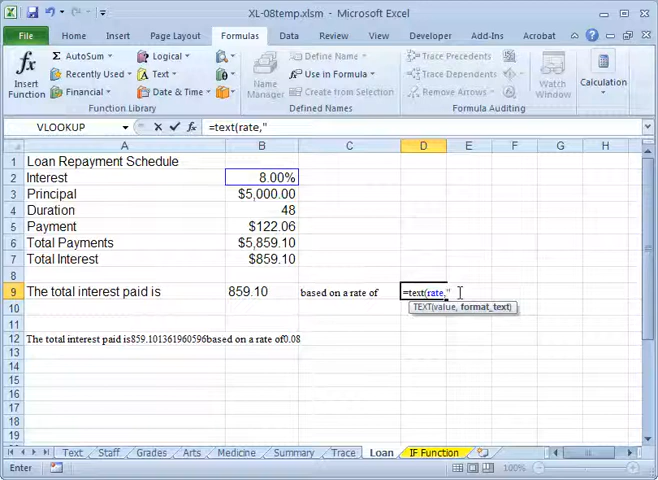 XL-08temp.xlsm - Microsoft Excel
File Home Insert Page Layout Formulas Data Review View Developer Add-Ins Acrobat
fx Insert Function
AutoSum
Recently Used
Financial
Logical
Text
Date & Time
Function Library
Name Manager
Define Name
Use in Formula
Create from Selection
Defined Names
Trace Precedents
Trace Dependents
Remove Arrows
Formula Auditing
Watch Window
Calculation
VLOOKUP fx =text(rate,"
A B C D E F G H
1 Loan Repayment Schedule
2 Interest 8.00%
3 Principal $5,000.00
4 Duration 48
5 Payment $122.06
6 Total Payments $5,859.10
7 Total Interest $859.10
8
9 The total interest paid is 859.10 based on a rate of =text(rate,"
10 TEXT(value, format_text)
11
12 The total interest paid is859.101361960596based on a rate of0.08
13
14
15
16
17
18
19
Text Staff Grades Arts Medicine Summary Trace Loan IF Function
Enter 100%